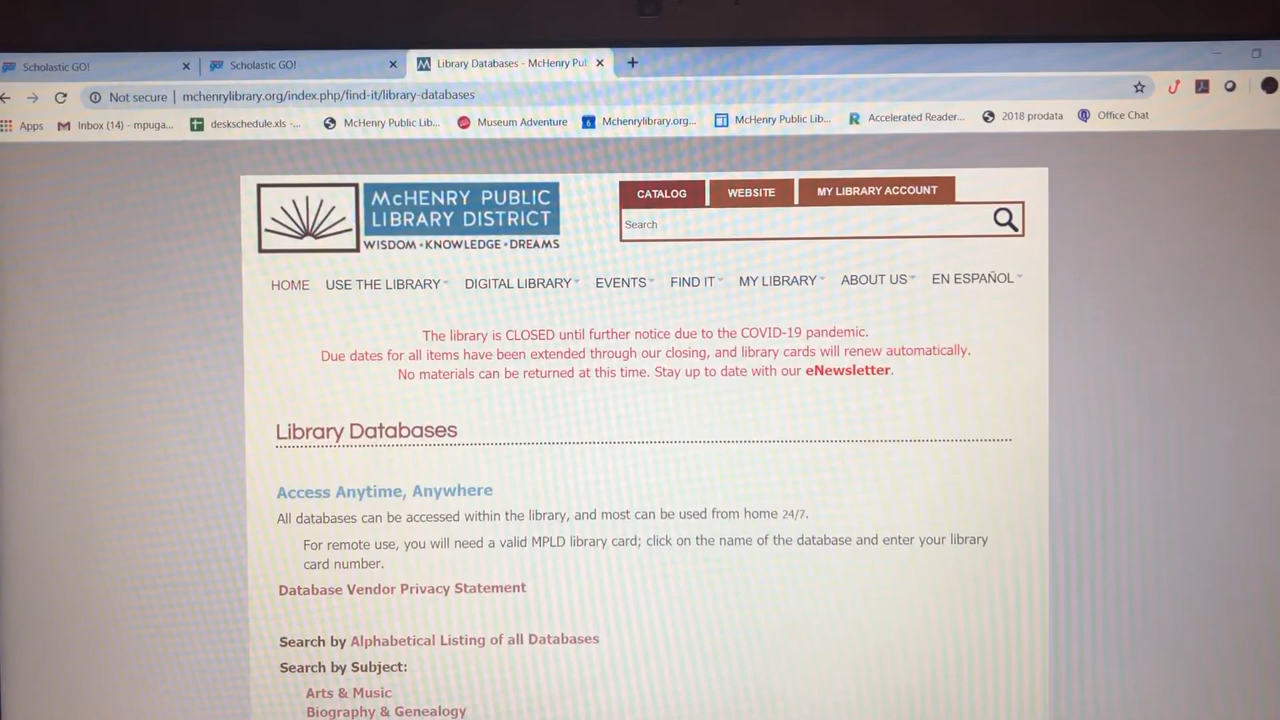 Scholastic GO!
Scholastic GO!
Library Databases - McHenry Pul
Not secure | mchenrylibrary.org/index.php/find-it/library-databases
Apps
Inbox (14) - mpuga...
deskschedule.xls -...
McHenry Public Lib...
Museum Adventure
Mchenrylibrary.org...
McHenry Public Lib...
Accelerated Reader...
2018 prodata
Office Chat
McHENRY PUBLIC
LIBRARY DISTRICT
WISDOM • KNOWLEDGE • DREAMS
CATALOG
WEBSITE
MY LIBRARY ACCOUNT
Search
HOME USE THE LIBRARY DIGITAL LIBRARY EVENTS FIND IT MY LIBRARY ABOUT US EN ESPAÑOL
The library is CLOSED until further notice due to the COVID-19 pandemic.
Due dates for all items have been extended through our closing, and library cards will renew automatically.
No materials can be returned at this time. Stay up to date with our eNewsletter.
Library Databases
Access Anytime, Anywhere
All databases can be accessed within the library, and most can be used from home 24/7.
For remote use, you will need a valid MPLD library card; click on the name of the database and enter your library
card number.
Database Vendor Privacy Statement
Search by Alphabetical Listing of all Databases
Search by Subject:
Arts & Music
Biography & Genealogy